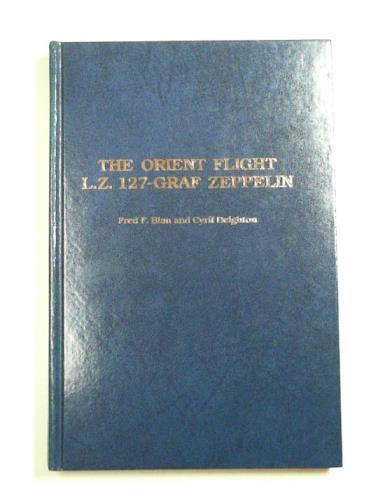 THE ORIENT FLIGHT
L.Z. 127-GRAF ZEPPELIN
Fred F. Blau and Cyril Deighton